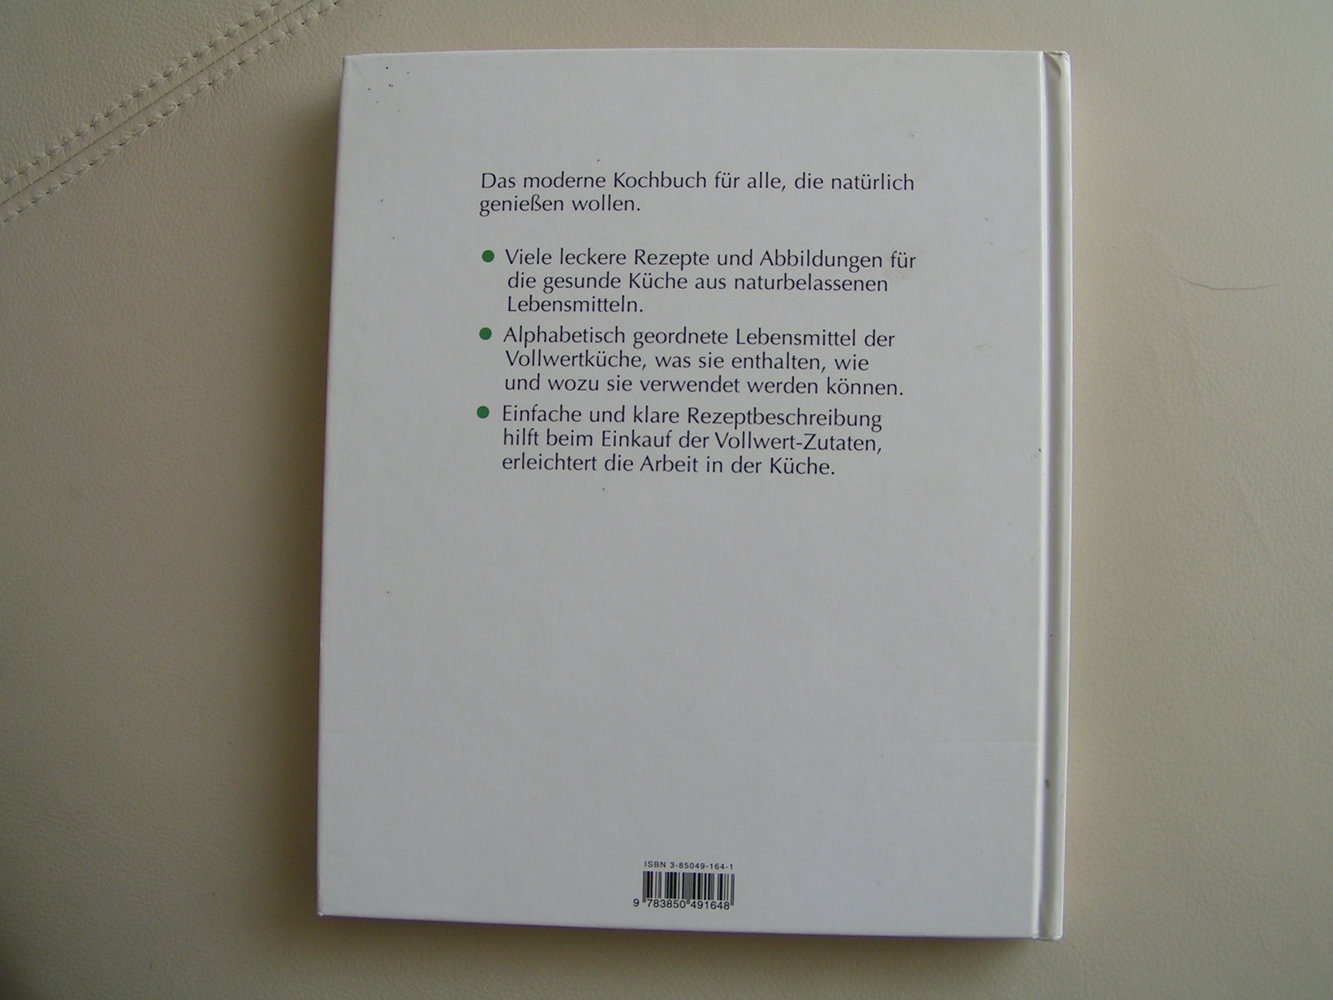 Das moderne Kochbuch für alle, die natürlich
genießen wollen.
● Viele leckere Rezepte und Abbildungen für
die gesunde Küche aus naturbelassenen
Lebensmitteln.
● Alphabetisch geordnete Lebensmittel der
Vollwertküche, was sie enthalten, wie
und wozu sie verwendet werden können.
● Einfache und klare Rezeptbeschreibung
hilft beim Einkauf der Vollwert-Zutaten,
erleichtert die Arbeit in der Küche.
ISBN 3-85049-164-1
9 783850 491648